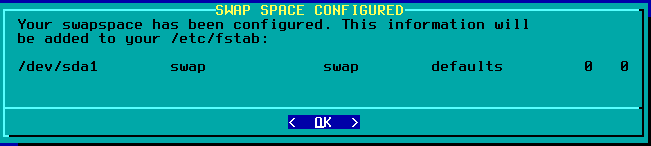 SWAP SPACE CONFIGURED
Your swapspace has been configured. This information will
be added to your /etc/fstab:
/dev/sda1 swap swap defaults 0 0
< OK >